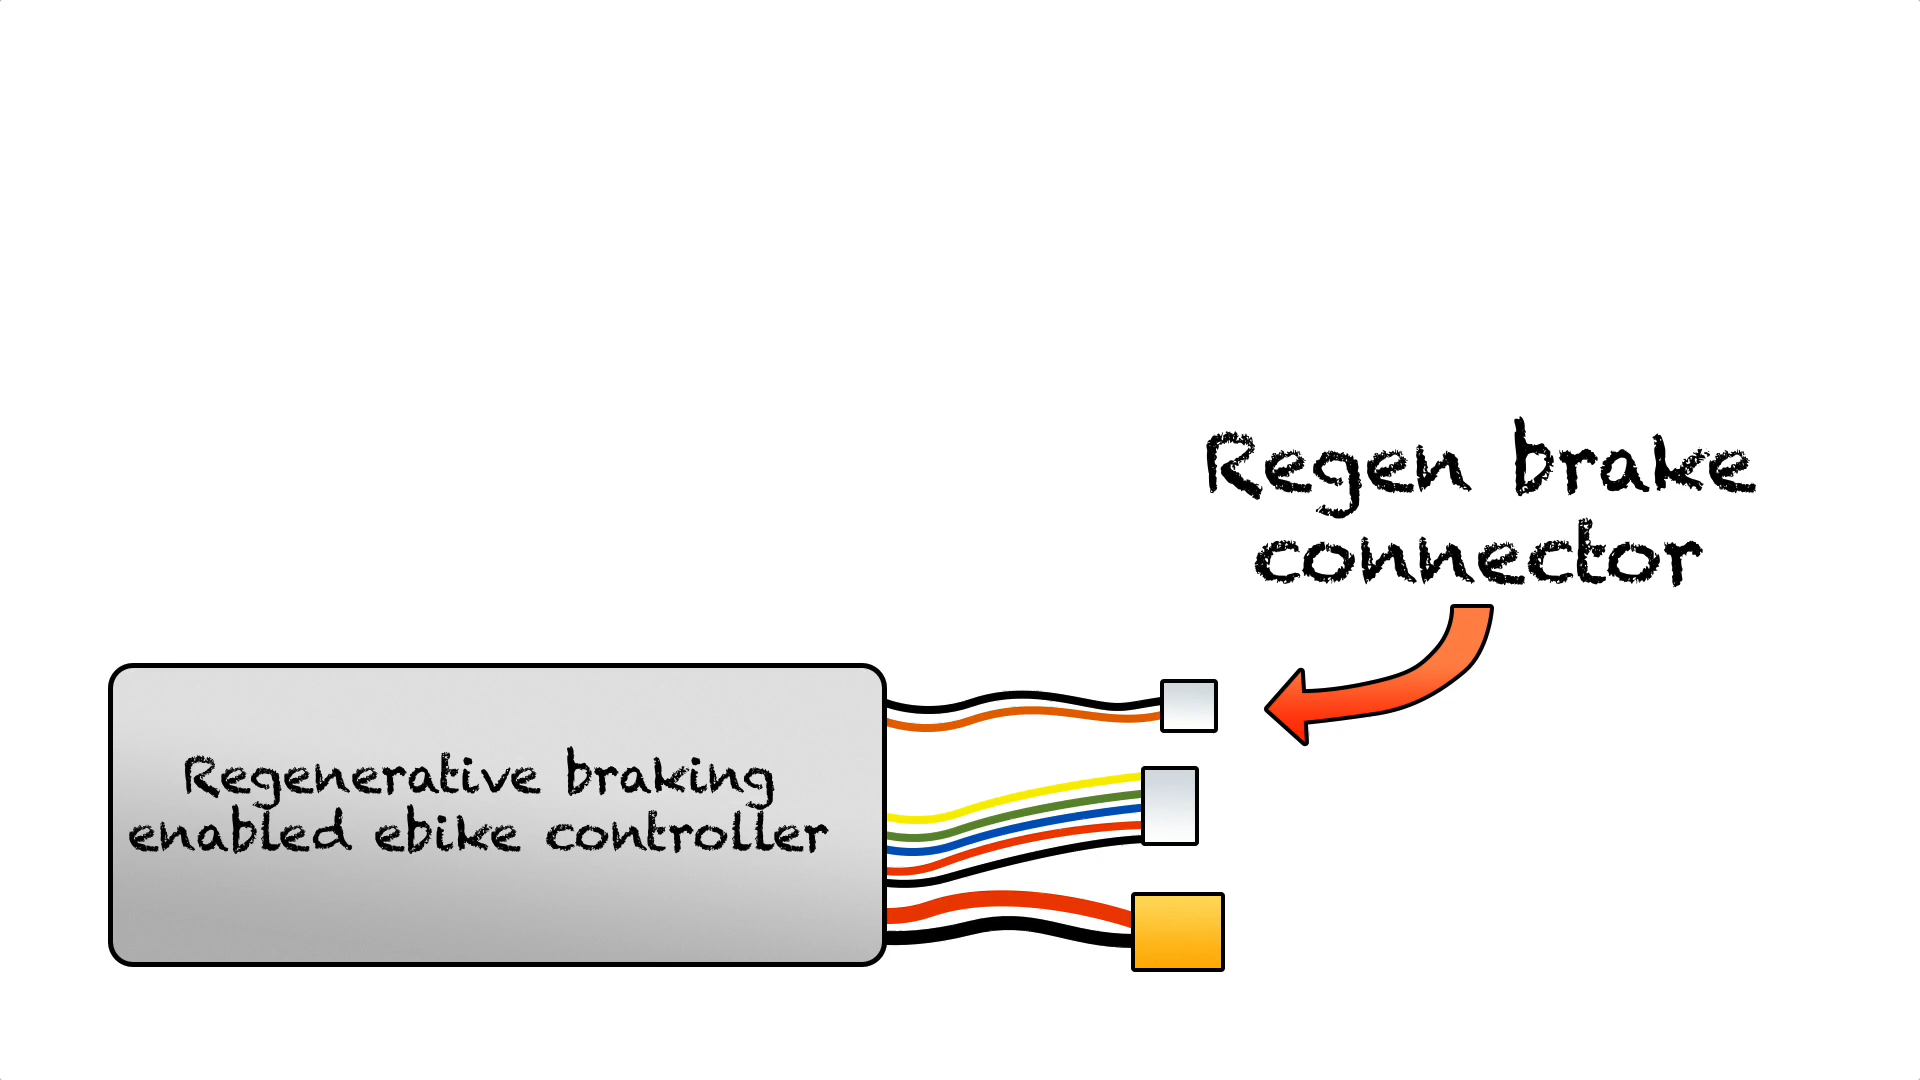 Regen brake
connector
Regenerative braking
enabled ebike controller